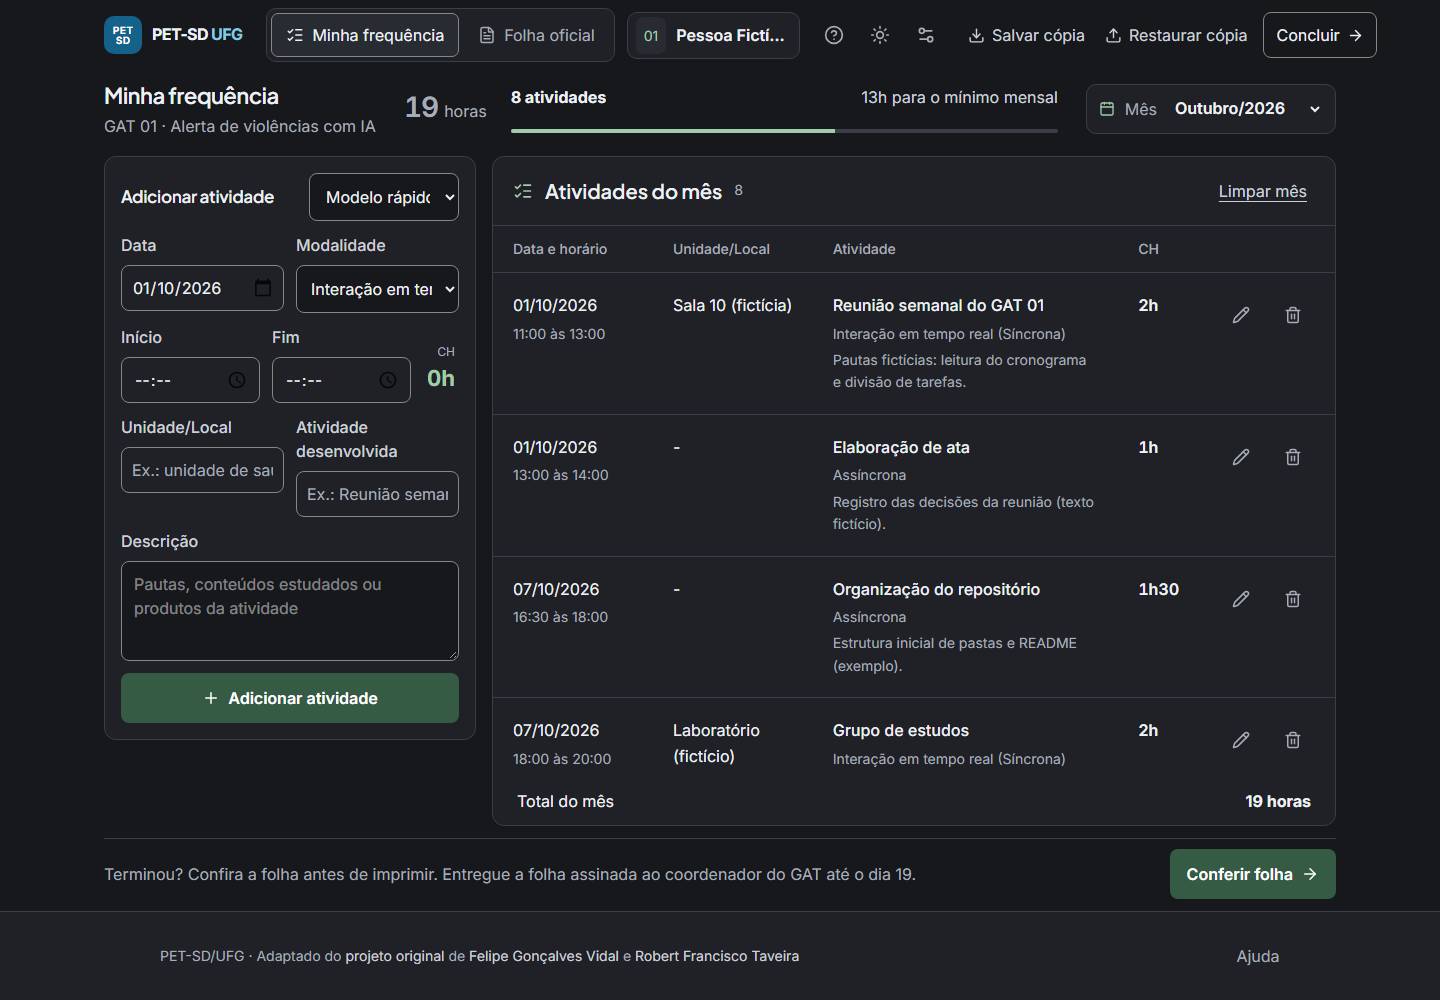 PET SD
PET-SD UFG
Minha frequência
Folha oficial
01 Pessoa Fictí...
Salvar cópia
Restaurar cópia
Concluir
Minha frequência
GAT 01 · Alerta de violências com IA
19 horas
8 atividades
13h para o mínimo mensal
Mês Outubro/2026
Adicionar atividade
Modelo rápido
Data
Modalidade
01/10/2026
Interação em ter
Início
Fim
CH
--:--
--:--
0h
Unidade/Local
Atividade
desenvolvida
Ex.: unidade de saú
Ex.: Reunião seman
Descrição
Pautas, conteúdos estudados ou
produtos da atividade
+ Adicionar atividade
Atividades do mês 8
Limpar mês
Data e horário
Unidade/Local
Atividade
CH
01/10/2026
Sala 10 (fictícia)
Reunião semanal do GAT 01
2h
11:00 às 13:00
Interação em tempo real (Síncrona)
Pautas fictícias: leitura do cronograma
e divisão de tarefas.
01/10/2026
-
Elaboração de ata
1h
13:00 às 14:00
Assíncrona
Registro das decisões da reunião (texto
fictício).
07/10/2026
-
Organização do repositório
1h30
16:30 às 18:00
Assíncrona
Estrutura inicial de pastas e README
(exemplo).
07/10/2026
Laboratório
(fictício)
Grupo de estudos
2h
18:00 às 20:00
Interação em tempo real (Síncrona)
Total do mês
19 horas
Terminou? Confira a folha antes de imprimir. Entregue a folha assinada ao coordenador do GAT até o dia 19.
Conferir folha
PET-SD/UFG · Adaptado do projeto original de Felipe Gonçalves Vidal e Robert Francisco Taveira
Ajuda